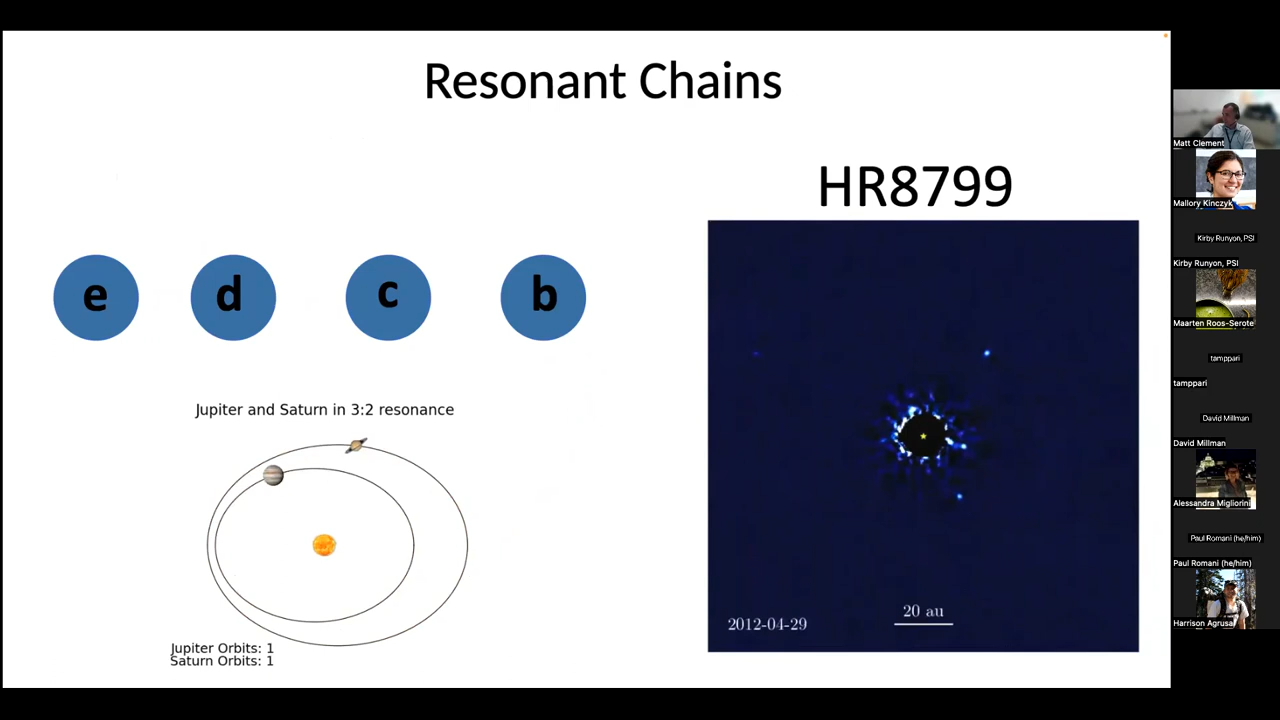 Resonant Chains
HR8799
e d c b
Jupiter and Saturn in 3:2 resonance
Jupiter Orbits: 1
Saturn Orbits: 1
20 au
2012-04-29
Matt Clement
Mallory Kinczyk
Kirby Runyon, PSI
Kirby Runyon, PSI
Maarten Roos-Serote
tamppari
tamppari
David Millman
David Millman
Alessandra Migliorini
Paul Romani (he/him)
Paul Romani (he/him)
Harrison Agrusa